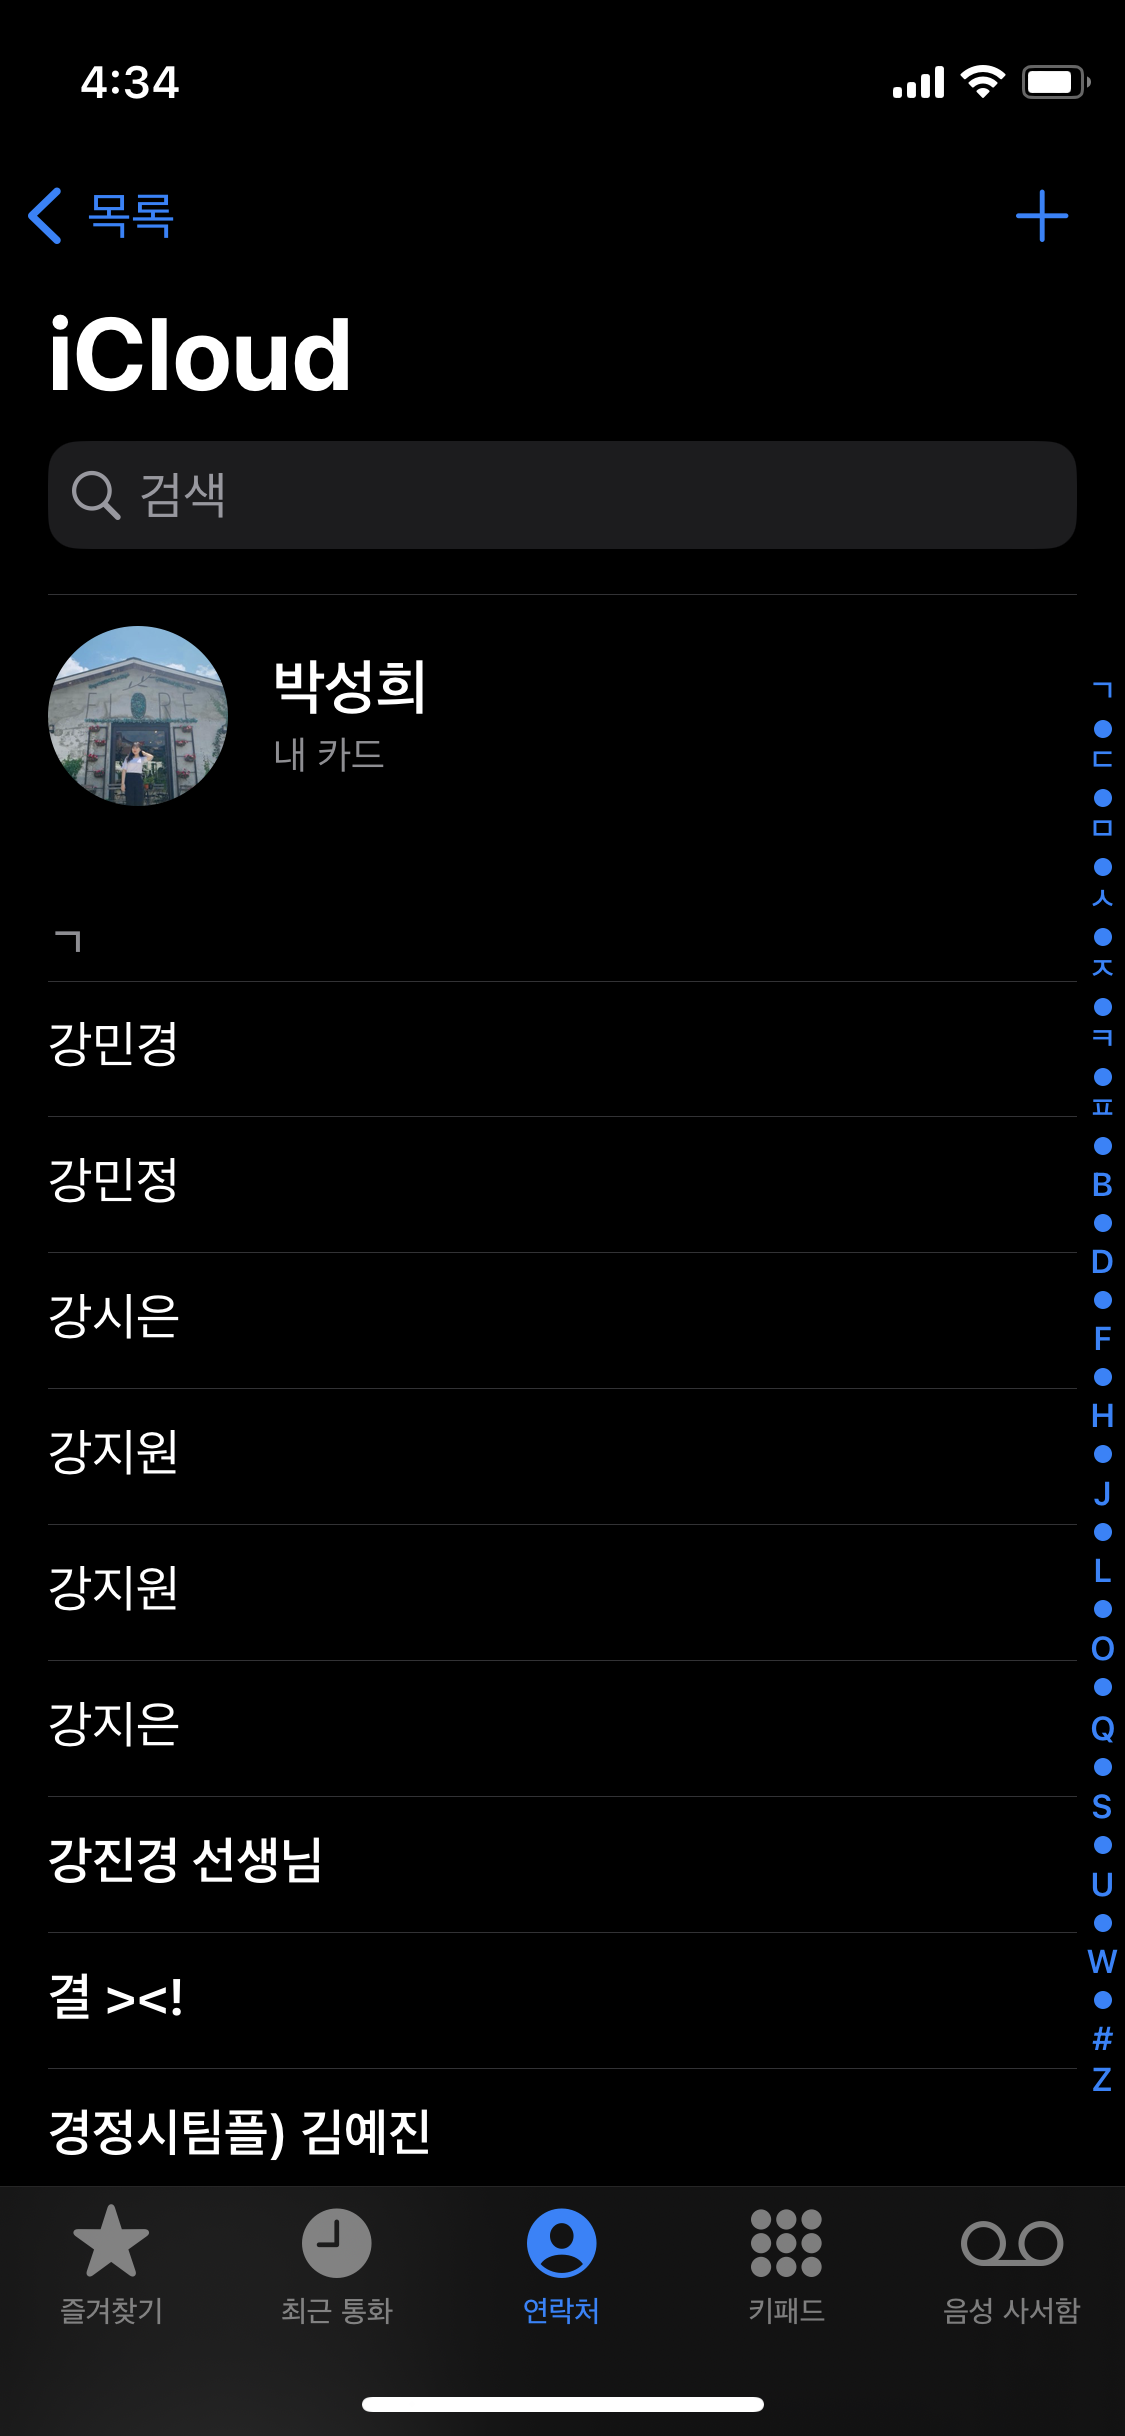 4:34
목록
iCloud
검색
박성희
내 카드
ㄱ
강민경
강민정
강시은
강지원
강지원
강지은
강진경 선생님
결 ><!
경정시팀플) 김예진
ㄱ
ㄷ
ㅁ
ㅅ
ㅈ
ㅋ
ㅍ
B
D
F
H
J
L
O
Q
S
U
W
#
Z
즐겨찾기
최근 통화
연락처
키패드
음성 사서함